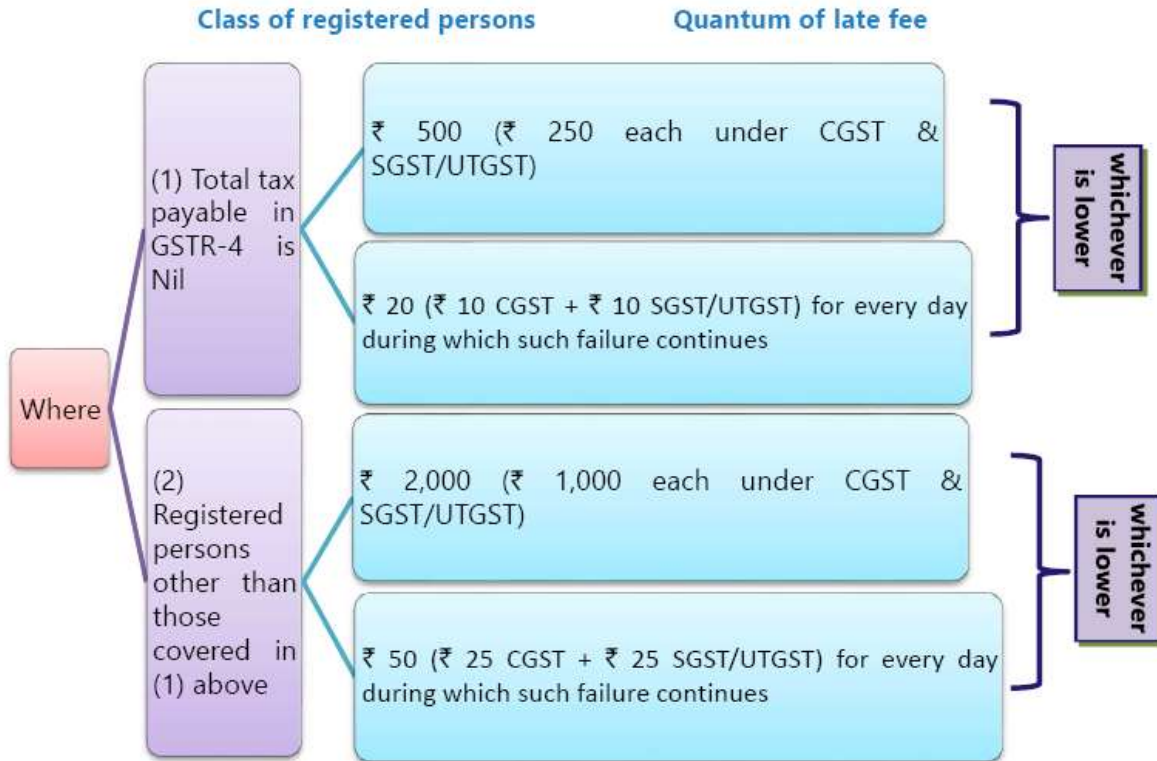 Class of registered persons
Quantum of late fee
Where
(1) Total tax
payable in
GSTR-4 is
Nil
₹ 500 (₹ 250 each under CGST &
SGST/UTGST)
₹ 20 (₹ 10 CGST + ₹ 10 SGST/UTGST) for every day
during which such failure continues
whichever
is lower
(2)
Registered
persons
other than
those
covered in
(1) above
₹ 2,000 (₹ 1,000 each under CGST &
SGST/UTGST)
₹ 50 (₹ 25 CGST + ₹ 25 SGST/UTGST) for every day
during which such failure continues
whichever
is lower